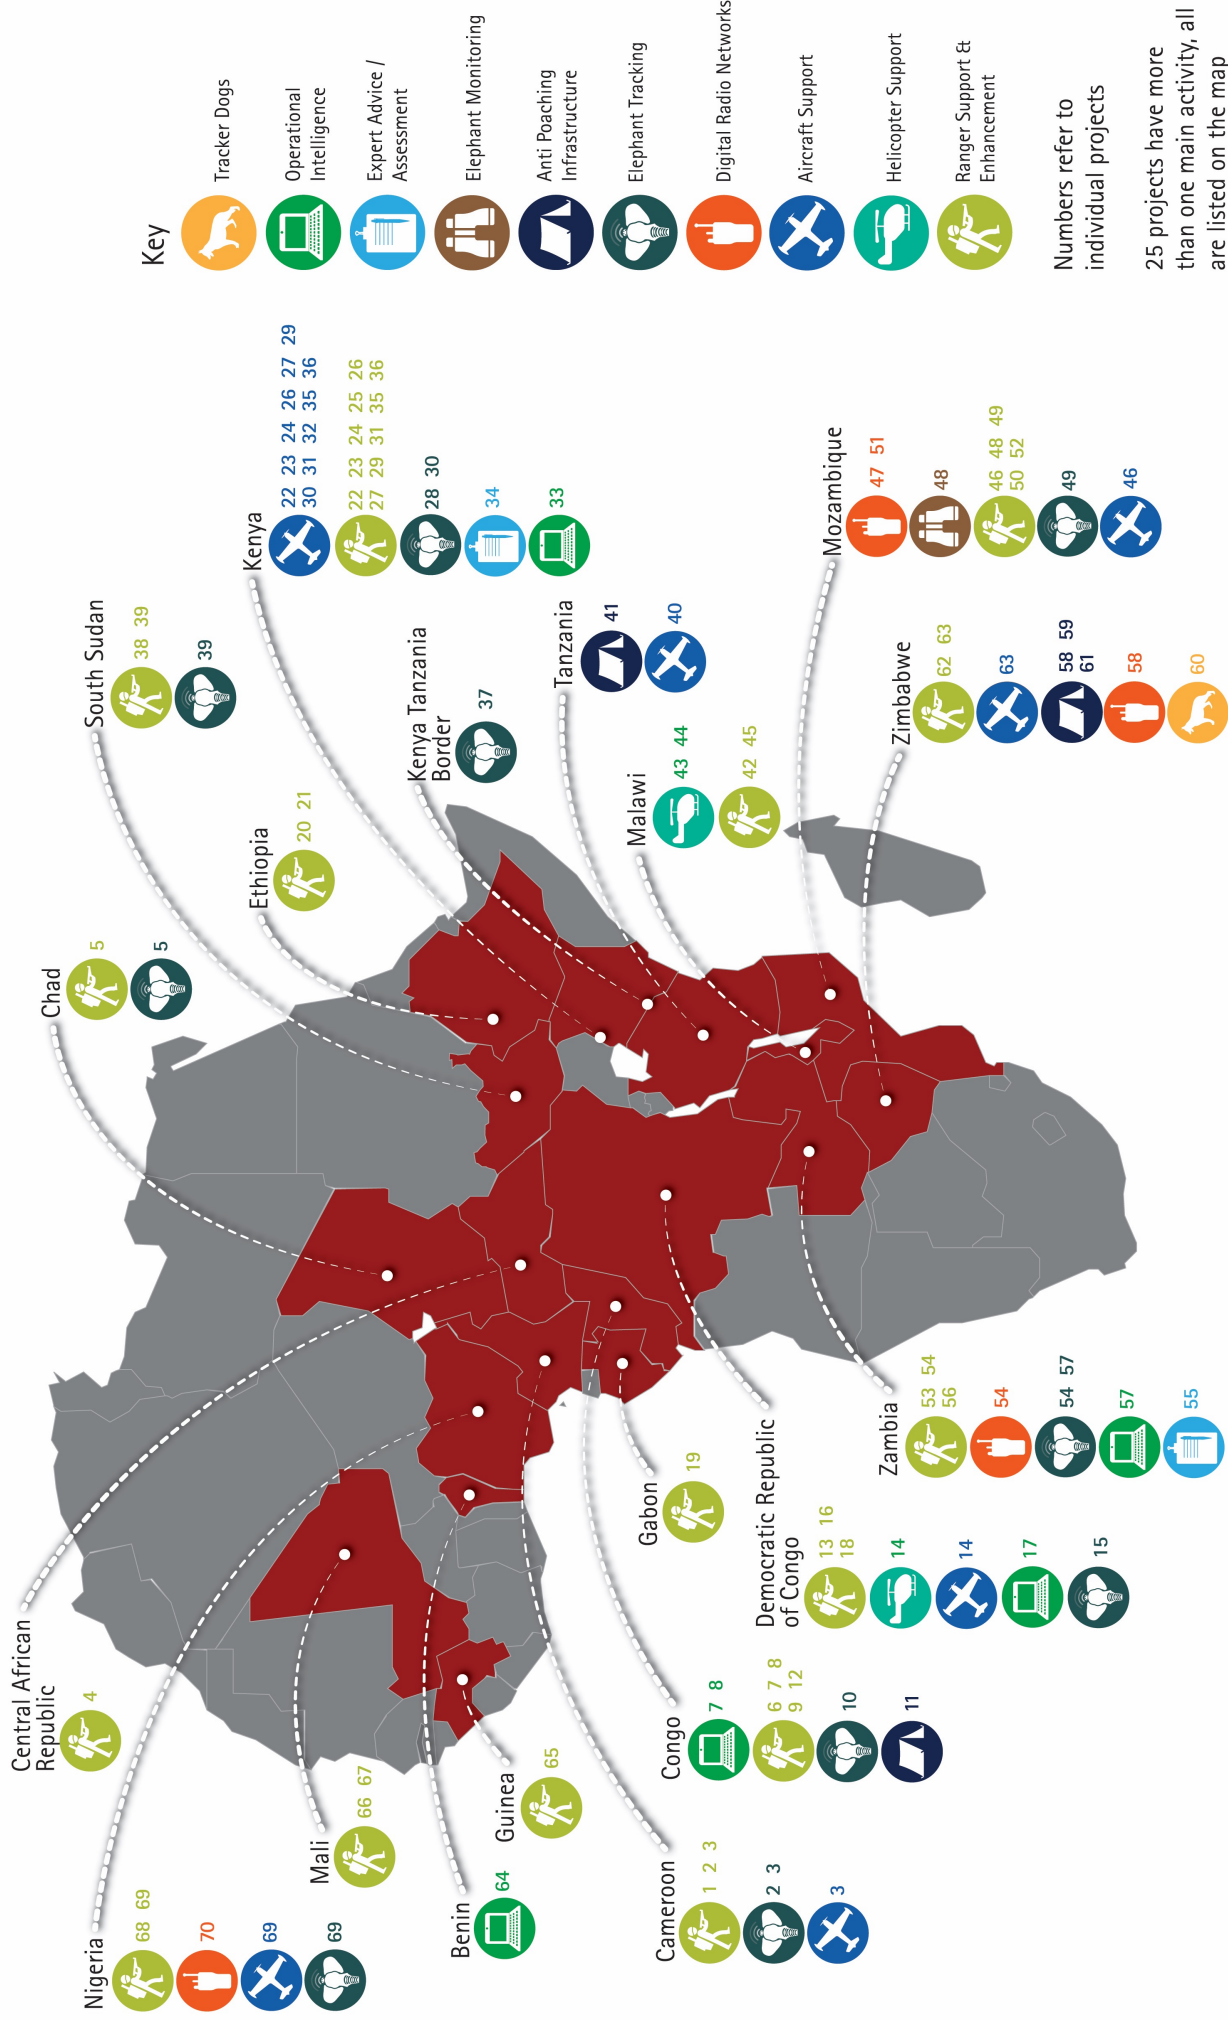 Central African
Republic
4
Nigeria
68 69
70
69
69
Mali
66 67
Benin
64
Guinea
65
Cameroon
1 2 3
2 3
3
Congo
7 8
6 7 8
9 12
10
11
Gabon
19
Democratic Republic
of Congo
13 16
18
14
14
17
15
Zambia
53 54
56
54
54 57
57
55
Chad
5
5
Ethiopia
20 21
South Sudan
38 39
39
Kenya
22 23 24 26 27 29
30 31 32 35 36
22 23 24 25 26
27 29 31 35 36
28 30
34
33
Kenya Tanzania
Border
37
Tanzania
41
40
Malawi
43 44
42 45
Mozambique
47 51
48
46 48 49
50 52
49
46
Zimbabwe
62 63
63
58 59
61
58
60
Key
Tracker Dogs
Operational
Intelligence
Expert Advice /
Assessment
Elephant Monitoring
Anti Poaching
Infrastructure
Elephant Tracking
Digital Radio Networks
Aircraft Support
Helicopter Support
Ranger Support &
Enhancement
Numbers refer to
individual projects
25 projects have more
than one main activity, all
are listed on the map